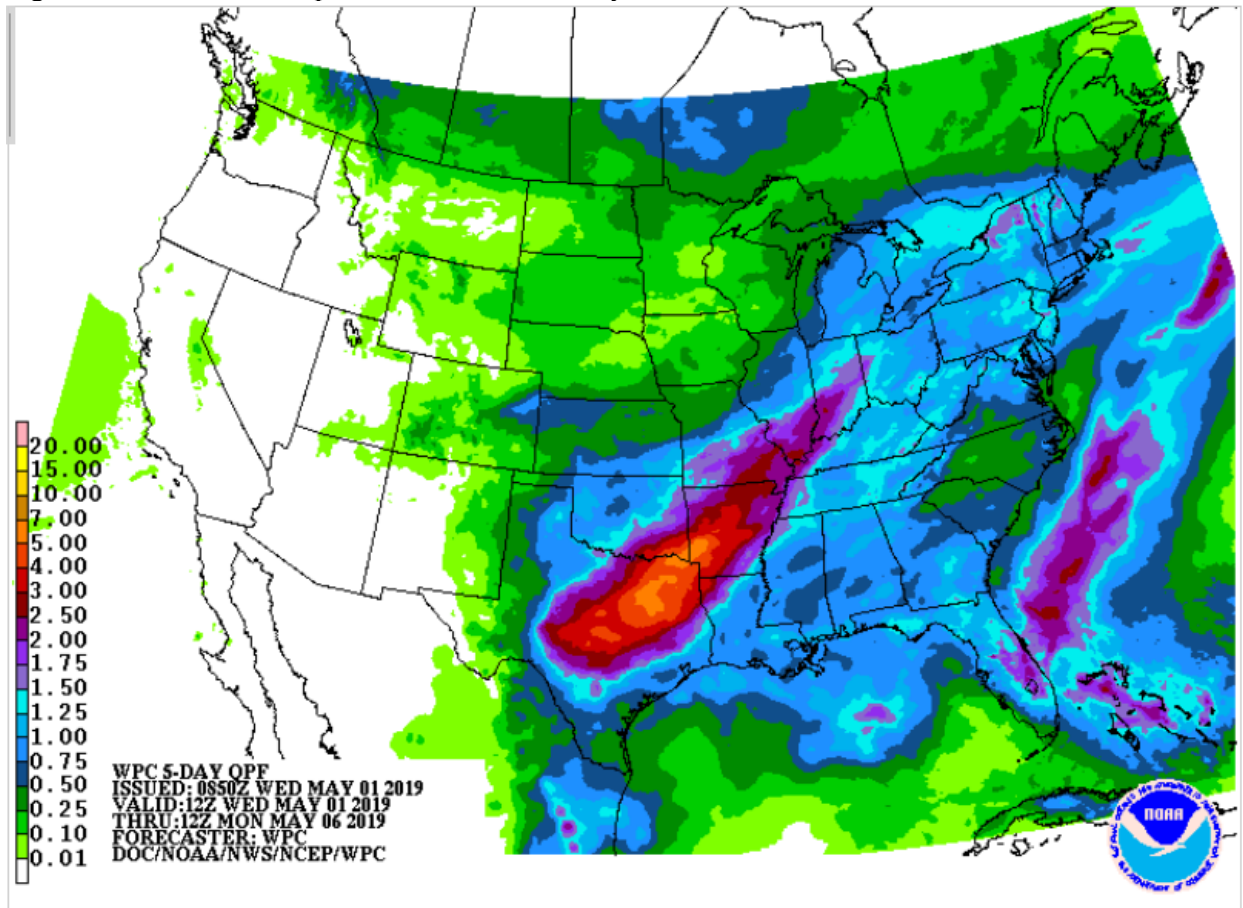 20.00
15.00
10.00
7.00
5.00
4.00
3.00
2.50
2.00
1.75
1.50
1.25
1.00
0.75
0.50
0.25
0.10
0.01
WPC 5-DAY QPF
ISSUED: 0850Z WED MAY 01 2019
VALID:12Z WED MAY 01 2019
THRU:12Z MON MAY 06 2019
FORECASTER: WPC
DOC/NOAA/NWS/NCEP/WPC
NOAA